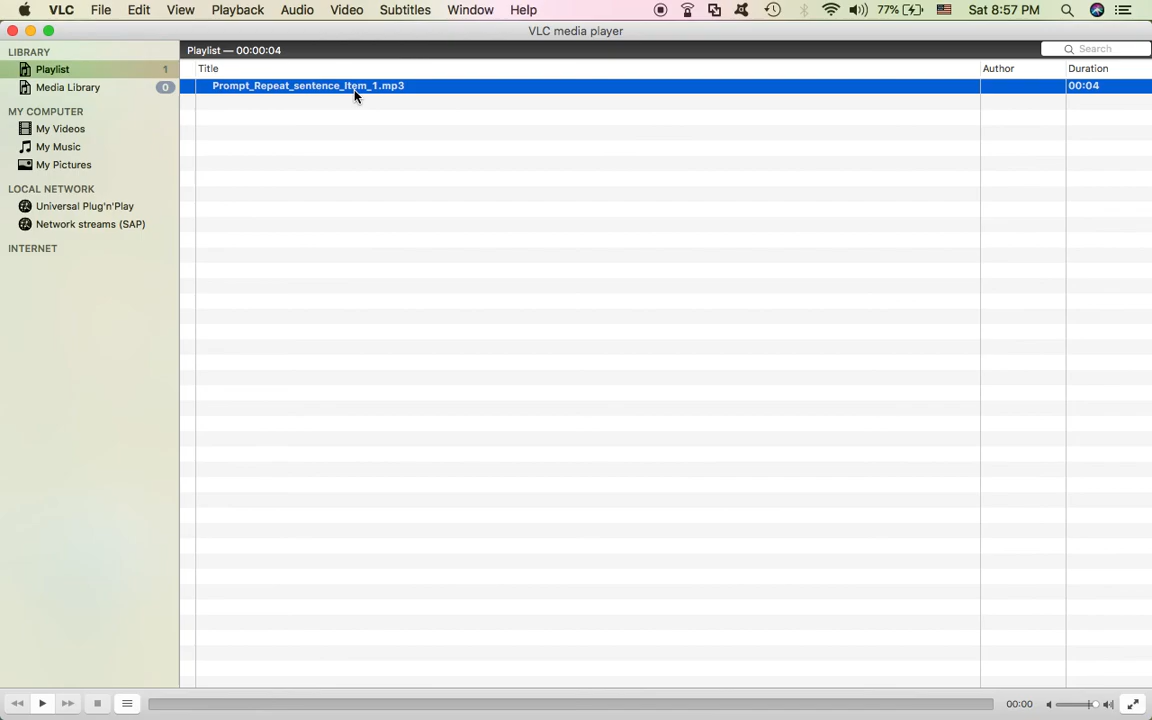 VLC File Edit View Playback Audio Video Subtitles Window Help 77% Sat 8:57 PM
VLC media player
LIBRARY
Playlist 1
Media Library 0
MY COMPUTER
My Videos
My Music
My Pictures
LOCAL NETWORK
Universal Plug'n'Play
Network streams (SAP)
INTERNET
Playlist — 00:00:04
Search
Title Author Duration
Prompt_Repeat_sentence_Item_1.mp3 00:04
00:00